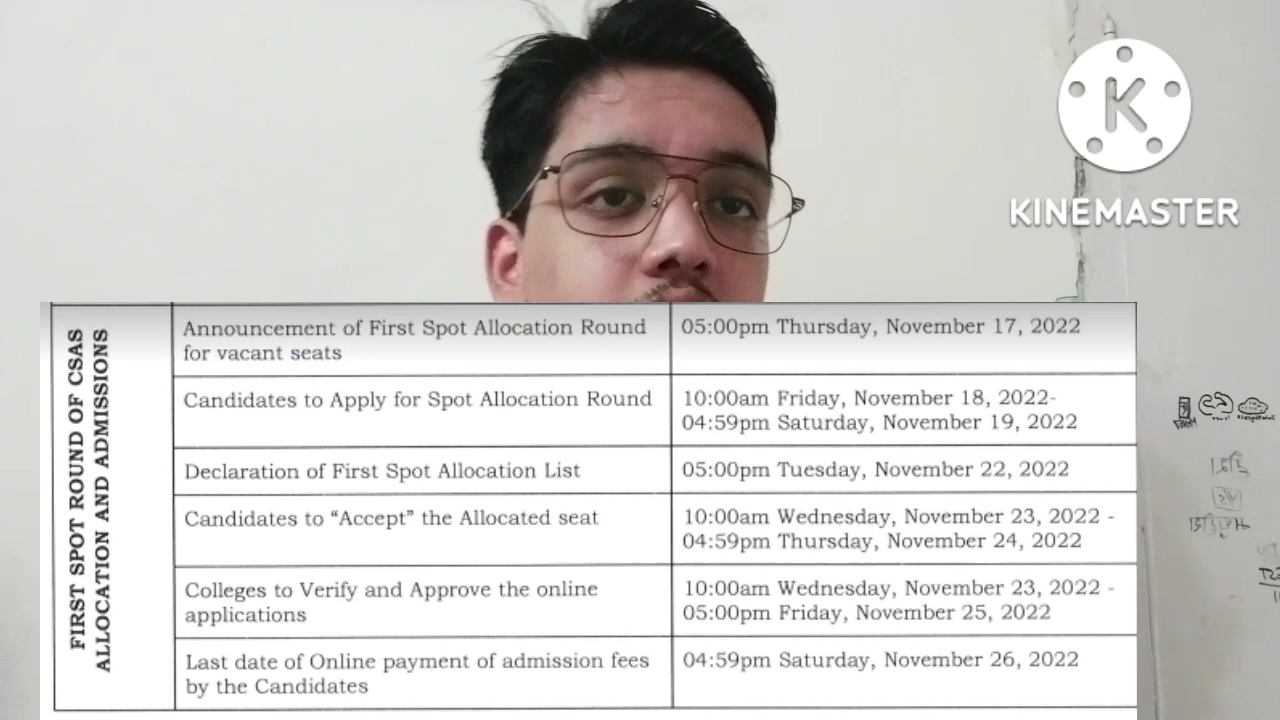 KINEMASTER
FIRST SPOT ROUND OF CSAS
ALLOCATION AND ADMISSIONS
Announcement of First Spot Allocation Round
for vacant seats
05:00pm Thursday, November 17, 2022
Candidates to Apply for Spot Allocation Round
10:00am Friday, November 18, 2022-
04:59pm Saturday, November 19, 2022
Declaration of First Spot Allocation List
05:00pm Tuesday, November 22, 2022
Candidates to “Accept” the Allocated seat
10:00am Wednesday, November 23, 2022 -
04:59pm Thursday, November 24, 2022
Colleges to Verify and Approve the online
applications
10:00am Wednesday, November 23, 2022 -
05:00pm Friday, November 25, 2022
Last date of Online payment of admission fees
by the Candidates
04:59pm Saturday, November 26, 2022